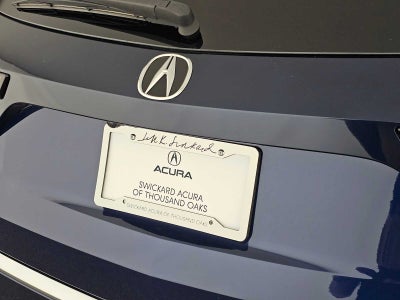 ACURA
SWICKARD ACURA
OF THOUSAND OAKS
SWICKARD ACURA OF THOUSAND OAKS